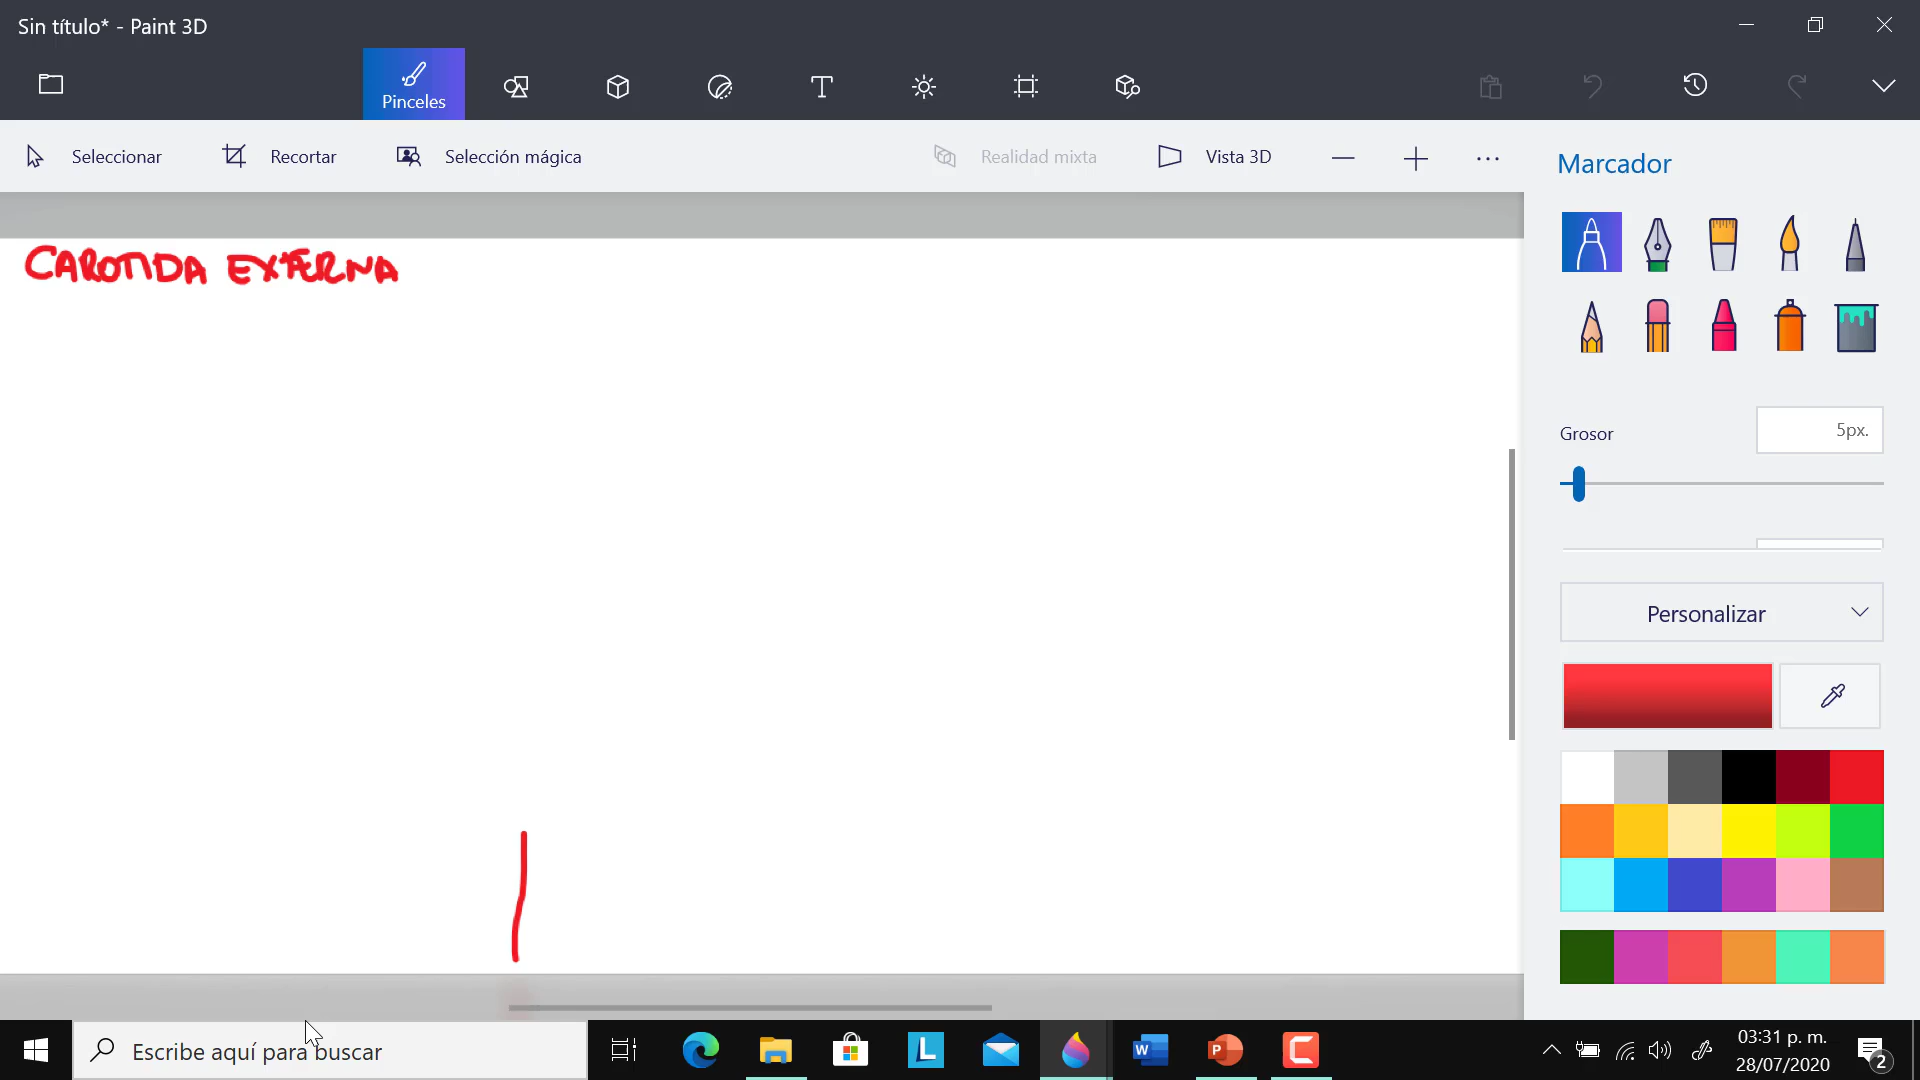 Sin título* - Paint 3D
Pinceles
Seleccionar
Recortar
Selección mágica
Realidad mixta
Vista 3D
Marcador
CAROTIDA EXTERNA
Grosor
5px.
Personalizar
Escribe aquí para buscar
L
W
P
C
03:31 p. m.
28/07/2020
2